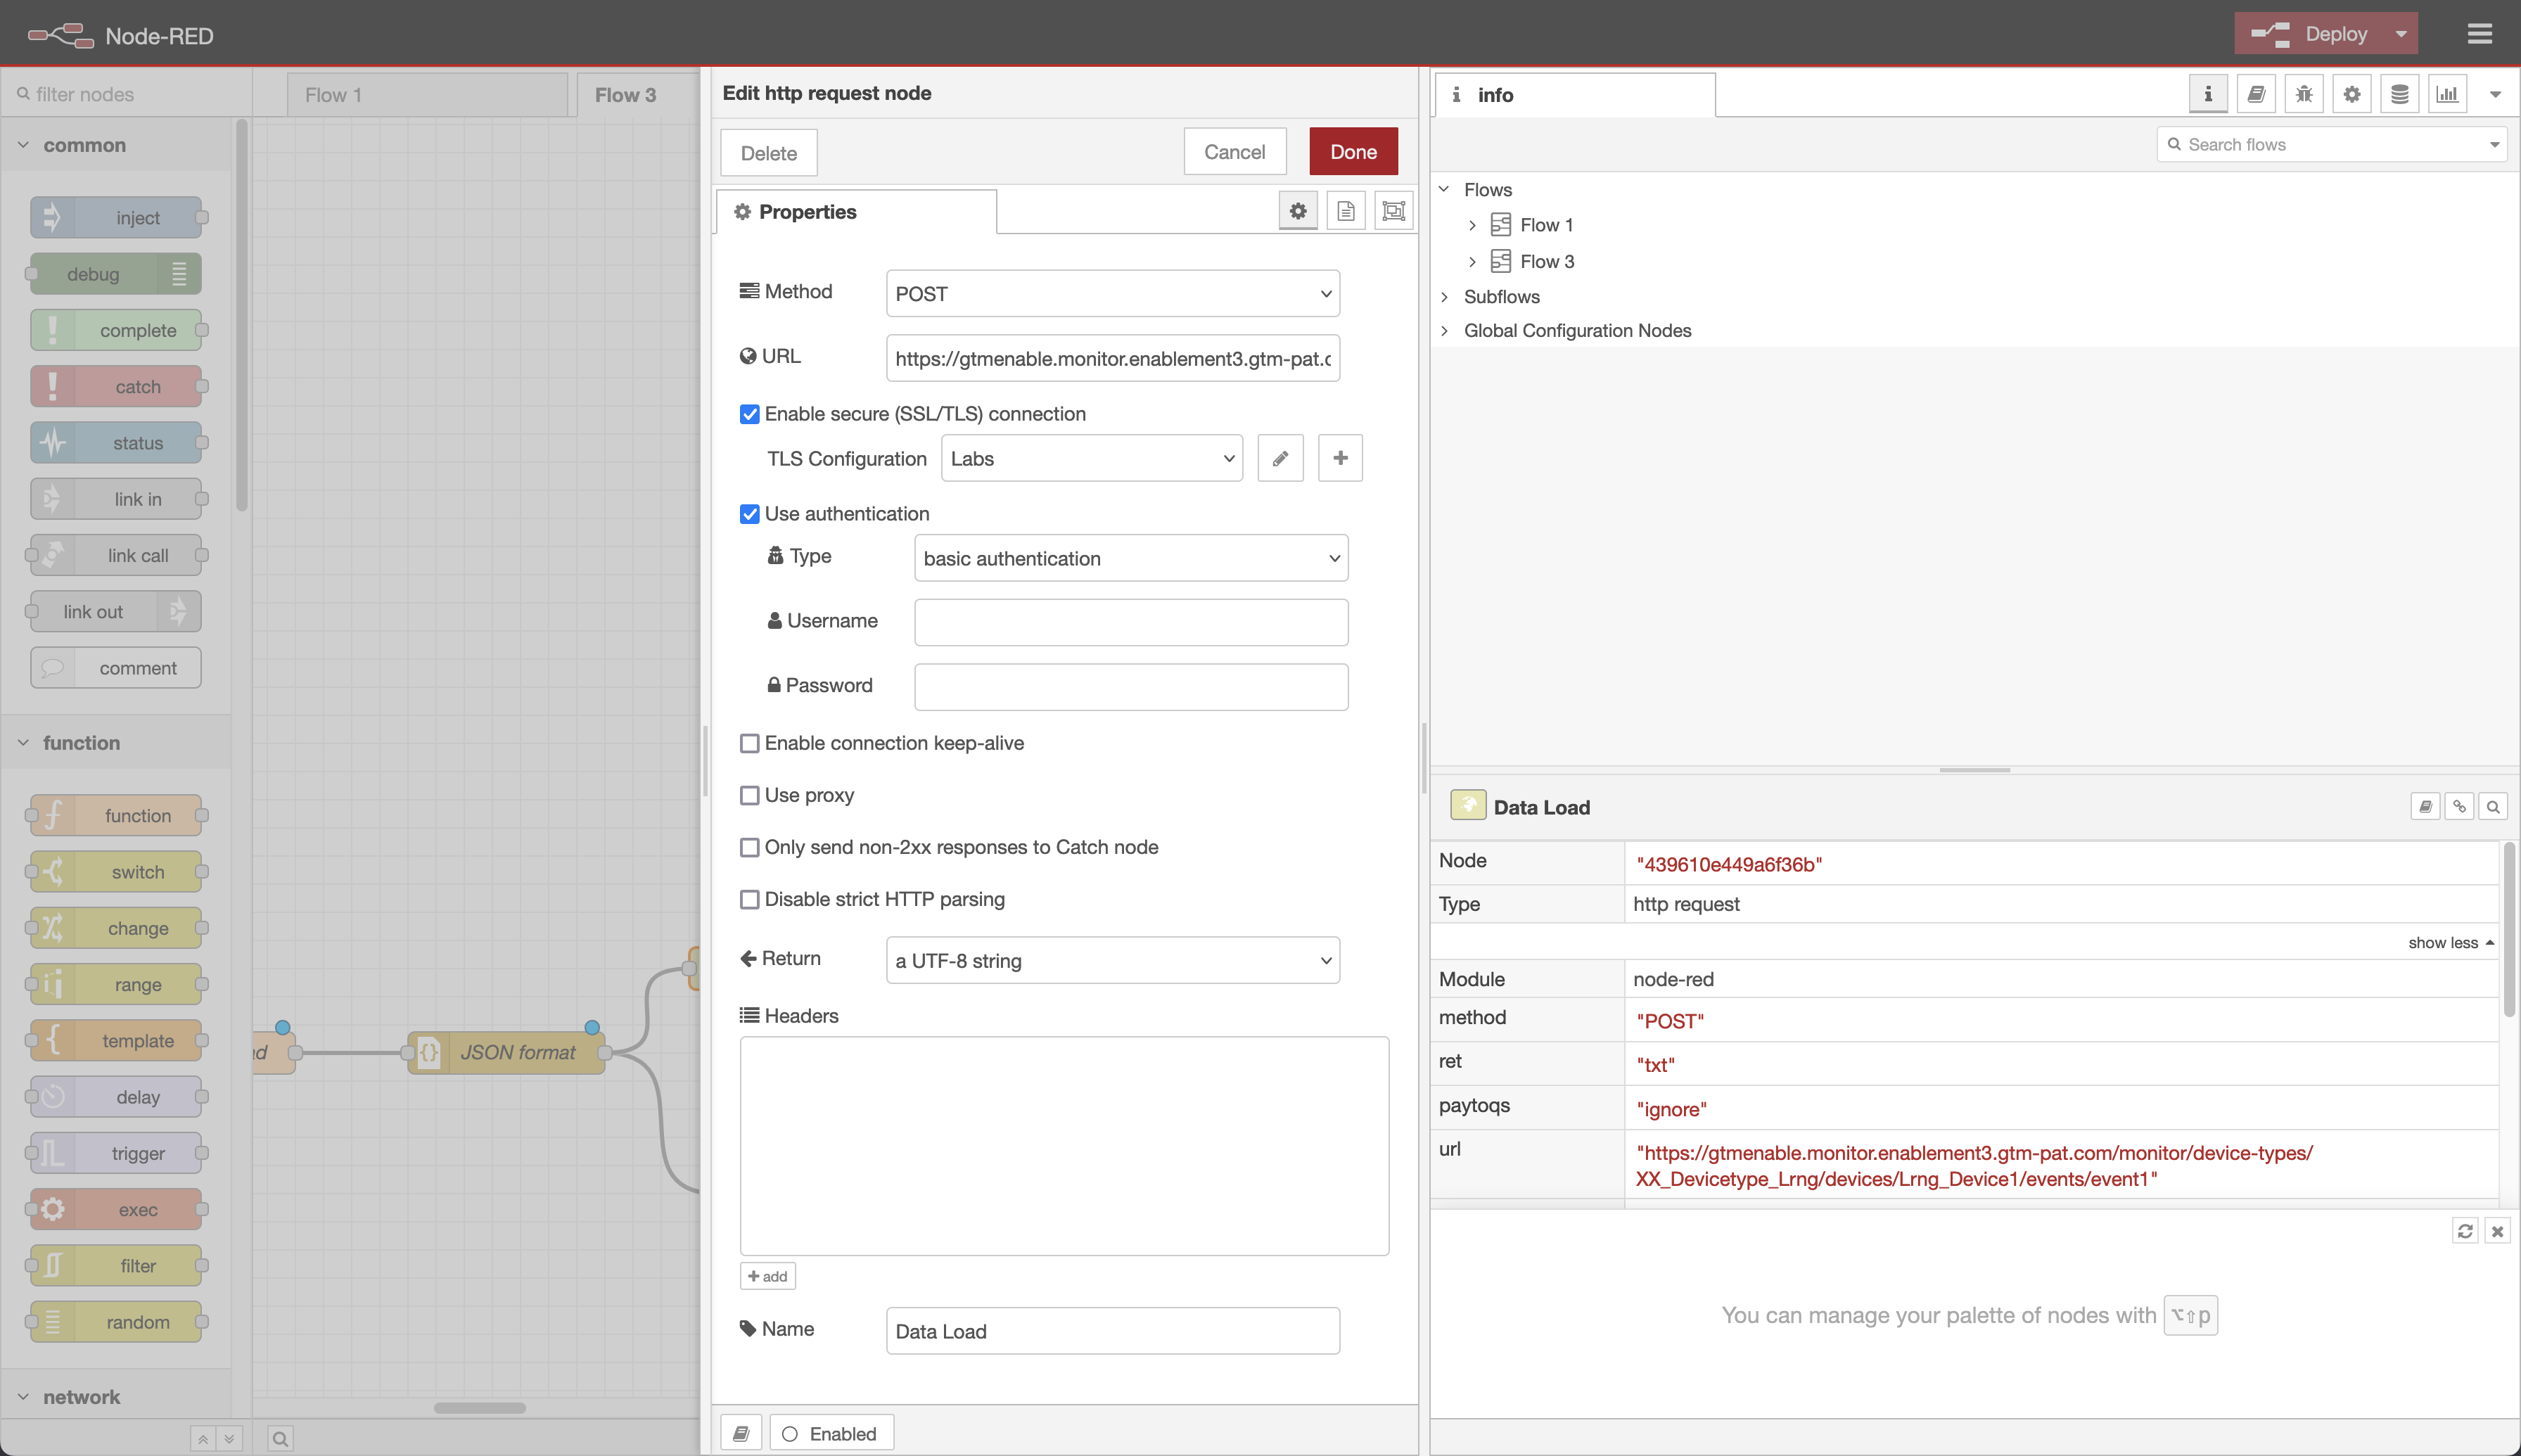 Node-RED
Deploy
filter nodes
Flow 1
Flow 3
common
inject
debug
complete
catch
status
link in
link call
link out
comment
function
function
switch
change
range
template
delay
trigger
exec
filter
random
network
JSON format
Edit http request node
Delete
Cancel
Done
Properties
Method
POST
URL
https://gtmenable.monitor.enablement3.gtm-pat.c
Enable secure (SSL/TLS) connection
TLS Configuration
Labs
Use authentication
Type
basic authentication
Username
Password
Enable connection keep-alive
Use proxy
Only send non-2xx responses to Catch node
Disable strict HTTP parsing
Return
a UTF-8 string
Headers
add
Name
Data Load
Enabled
info
Search flows
Flows
Flow 1
Flow 3
Subflows
Global Configuration Nodes
Data Load
Node
"439610e449a6f36b"
Type
http request
show less
Module
node-red
method
"POST"
ret
"txt"
paytoqs
"ignore"
url
"https://gtmenable.monitor.enablement3.gtm-pat.com/monitor/device-types/
XX_Devicetype_Lrng/devices/Lrng_Device1/events/event1"
You can manage your palette of nodes with ⌥⇧p